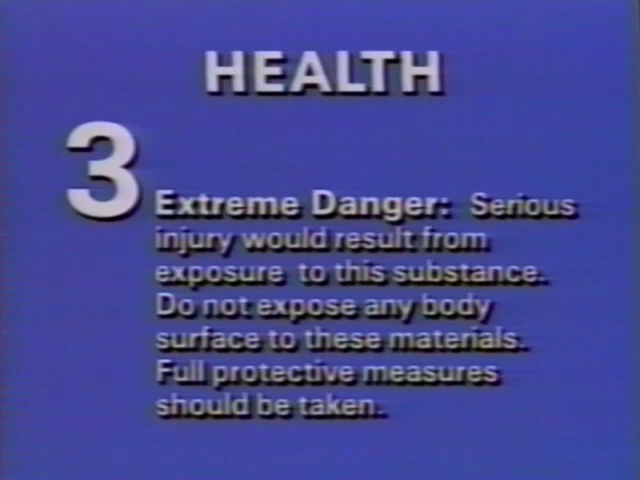 HEALTH
3
Extreme Danger: Serious
injury would result from
exposure to this substance.
Do not expose any body
surface to these materials.
Full protective measures
should be taken.